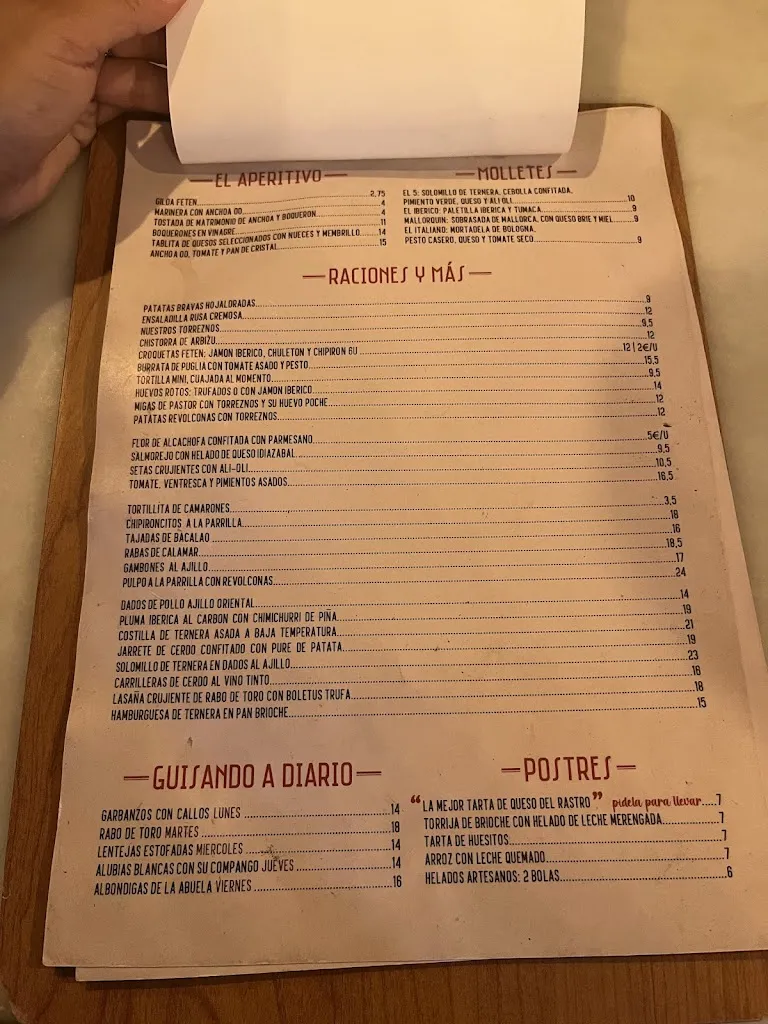 EL APERITIVO
GILDA FETEN 2,75
MARINERA CON ANCHOA OO 4
TOSTADA DE MATRIMONIO DE ANCHOA Y BOQUERON 4
BOQUERONES EN VINAGRE 11
TABLITA DE QUESOS SELECCIONADOS CON NUECES Y MEMBRILLO 14
ANCHOA OO, TOMATE Y PAN DE CRISTAL 15
MOLLETES
EL 5: SOLOMILLO DE TERNERA, CEBOLLA CONFITADA,
PIMIENTO VERDE, QUESO Y ALI OLI 10
EL IBERICO: PALETILLA IBERICA Y TUMACA 9
MALLORQUIN: SOBRASADA DE MALLORCA, CON QUESO BRIE Y MIEL 9
EL ITALIANO: MORTADELA DE BOLOGNA,
PESTO CASERO, QUESO Y TOMATE SECO 9
RACIONES Y MÁS
PATATAS BRAVAS HOJALDRADAS 9
ENSALADILLA RUSA CREMOSA 12
NUESTROS TORREZNOS 9,5
CHISTORRA DE ARBIZU 12
CROQUETAS FETEN: JAMON IBERICO, CHULETON Y CHIPIRON 6U 12 | 2€/U
BURRATA DE PUGLIA CON TOMATE ASADO Y PESTO 15,5
TORTILLA MINI, CUAJADA AL MOMENTO 9,5
HUEVOS ROTOS: TRUFADOS O CON JAMON IBERICO 14
MIGAS DE PASTOR CON TORREZNOS Y SU HUEVO POCHE 12
PATATAS REVOLCONAS CON TORREZNOS 12
FLOR DE ALCACHOFA CONFITADA CON PARMESANO 5€/U
SALMOREJO CON HELADO DE QUESO IDIAZABAL 9,5
SETAS CRUJIENTES CON ALI-OLI 10,5
TOMATE, VENTRESCA Y PIMIENTOS ASADOS 16,5
TORTILLITA DE CAMARONES 3,5
CHIPIRONCITOS A LA PARRILLA 18
TAJADAS DE BACALAO 16
RABAS DE CALAMAR 18,5
GAMBONES AL AJILLO 17
PULPO A LA PARRILLA CON REVOLCONAS 24
DADOS DE POLLO AJILLO ORIENTAL 14
PLUMA IBERICA AL CARBON CON CHIMICHURRI DE PIÑA 19
COSTILLA DE TERNERA ASADA A BAJA TEMPERATURA 21
JARRETE DE CERDO CONFITADO CON PURE DE PATATA 19
SOLOMILLO DE TERNERA EN DADOS AL AJILLO 23
CARRILLERAS DE CERDO AL VINO TINTO 16
LASAÑA CRUJIENTE DE RABO DE TORO CON BOLETUS TRUFA 18
HAMBURGUESA DE TERNERA EN PAN BRIOCHE 15
GUISANDO A DIARIO
GARBANZOS CON CALLOS LUNES 14
RABO DE TORO MARTES 18
LENTEJAS ESTOFADAS MIERCOLES 14
ALUBIAS BLANCAS CON SU COMPANGO JUEVES 14
ALBONDIGAS DE LA ABUELA VIERNES 16
POSTRES
"LA MEJOR TARTA DE QUESO DEL RASTRO" pidela para llevar 7
TORRIJA DE BRIOCHE CON HELADO DE LECHE MERENGADA 7
TARTA DE HUESITOS 7
ARROZ CON LECHE QUEMADO 7
HELADOS ARTESANOS: 2 BOLAS 6